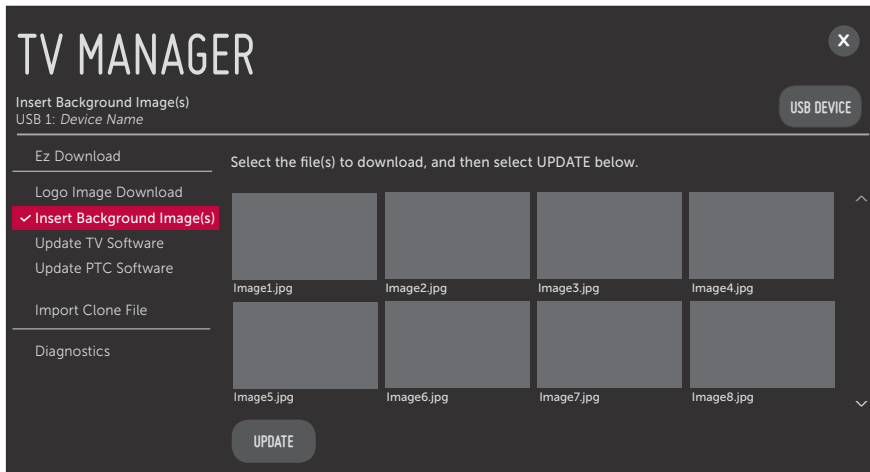 TV MANAGER
X
Insert Background Image(s)
USB 1: Device Name
USB DEVICE
Ez Download
Logo Image Download
Insert Background Image(s)
Update TV Software
Update PTC Software
Import Clone File
Diagnostics
Select the file(s) to download, and then select UPDATE below.
Image1.jpg Image2.jpg Image3.jpg Image4.jpg
Image5.jpg Image6.jpg Image7.jpg Image8.jpg
UPDATE